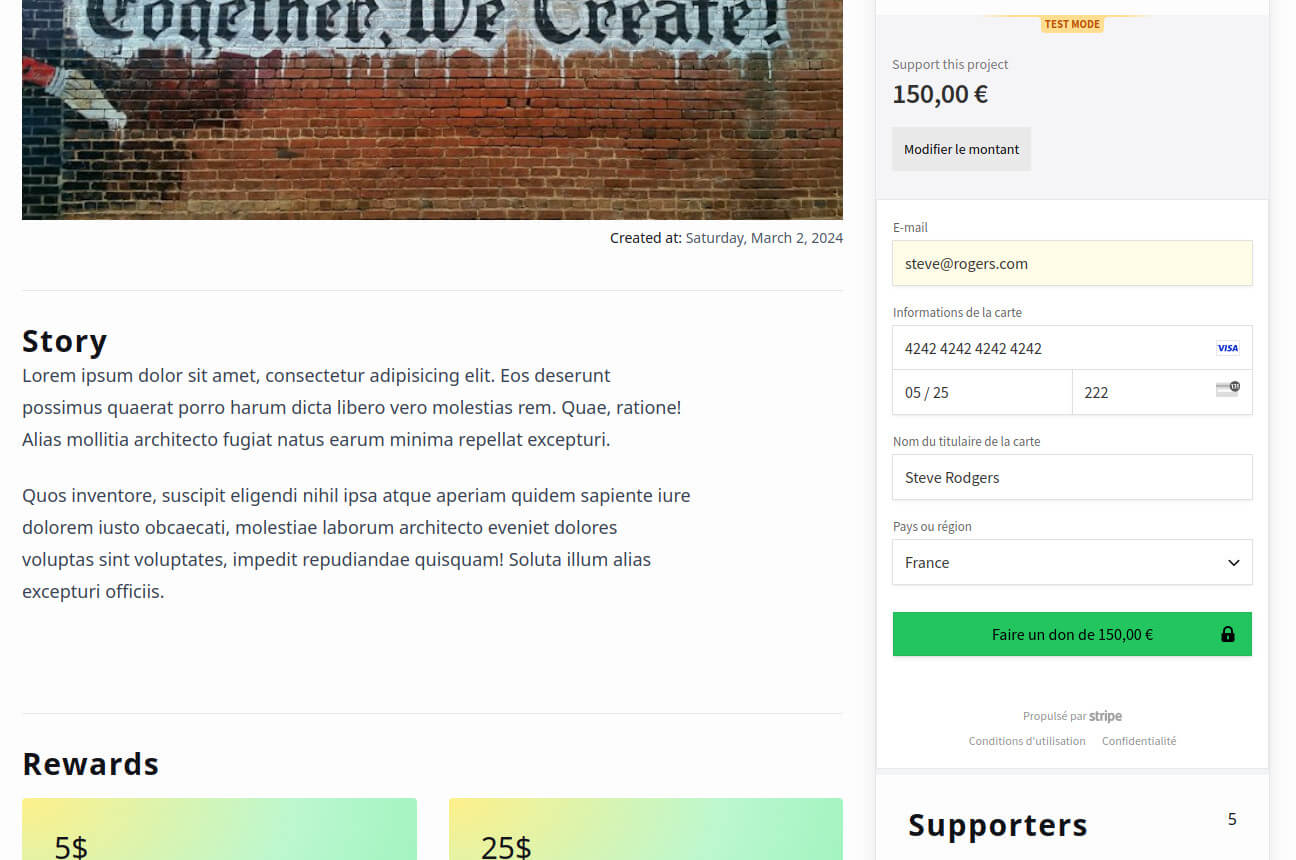 Together, We Create!
Created at: Saturday, March 2, 2024
Story
Lorem ipsum dolor sit amet, consectetur adipisicing elit. Eos deserunt
possimus quaerat porro harum dicta libero vero molestias rem. Quae, ratione!
Alias mollitia architecto fugiat natus earum minima repellat excepturi.
Quos inventore, suscipit eligendi nihil ipsa atque aperiam quidem sapiente iure
dolorem iusto obcaecati, molestiae laborum architecto eveniet dolores
voluptas sint voluptates, impedit repudiandae quisquam! Soluta illum alias
excepturi officiis.
Rewards
5$
25$
TEST MODE
Support this project
150,00 €
Modifier le montant
E-mail
steve@rogers.com
Informations de la carte
4242 4242 4242 4242
VISA
05 / 25
222
Nom du titulaire de la carte
Steve Rodgers
Pays ou région
France
Faire un don de 150,00 €
Propulsé par stripe
Conditions d'utilisation Confidentialité
Supporters
5